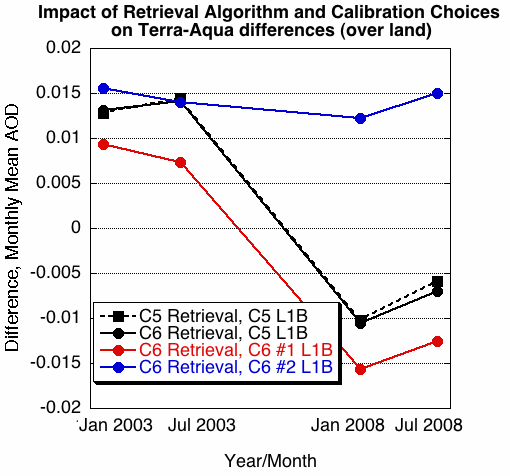 Impact of Retrieval Algorithm and Calibration Choices
on Terra-Aqua differences (over land)
0.02
0.015
0.01
0.005
0
-0.005
-0.01
-0.015
-0.02
Difference, Monthly Mean AOD
C5 Retrieval, C5 L1B
C6 Retrieval, C5 L1B
C6 Retrieval, C6 #1 L1B
C6 Retrieval, C6 #2 L1B
Jan 2003 Jul 2003 Jan 2008 Jul 2008
Year/Month